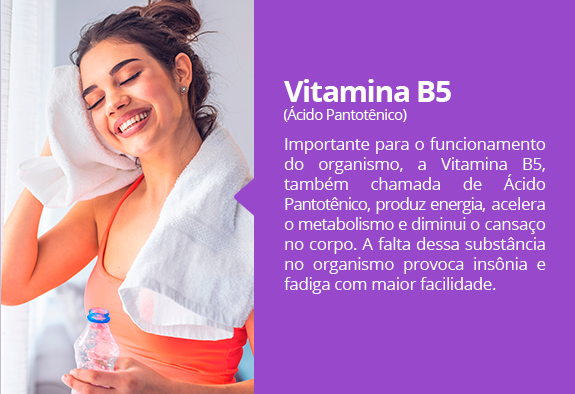 Vitamina B5
(Ácido Pantotênico)
Importante para o funcionamento
do organismo, a Vitamina B5,
também chamada de Ácido
Pantotênico, produz energia, acelera
o metabolismo e diminui o cansaço
no corpo. A falta dessa substância
no organismo provoca insônia e
fadiga com maior facilidade.